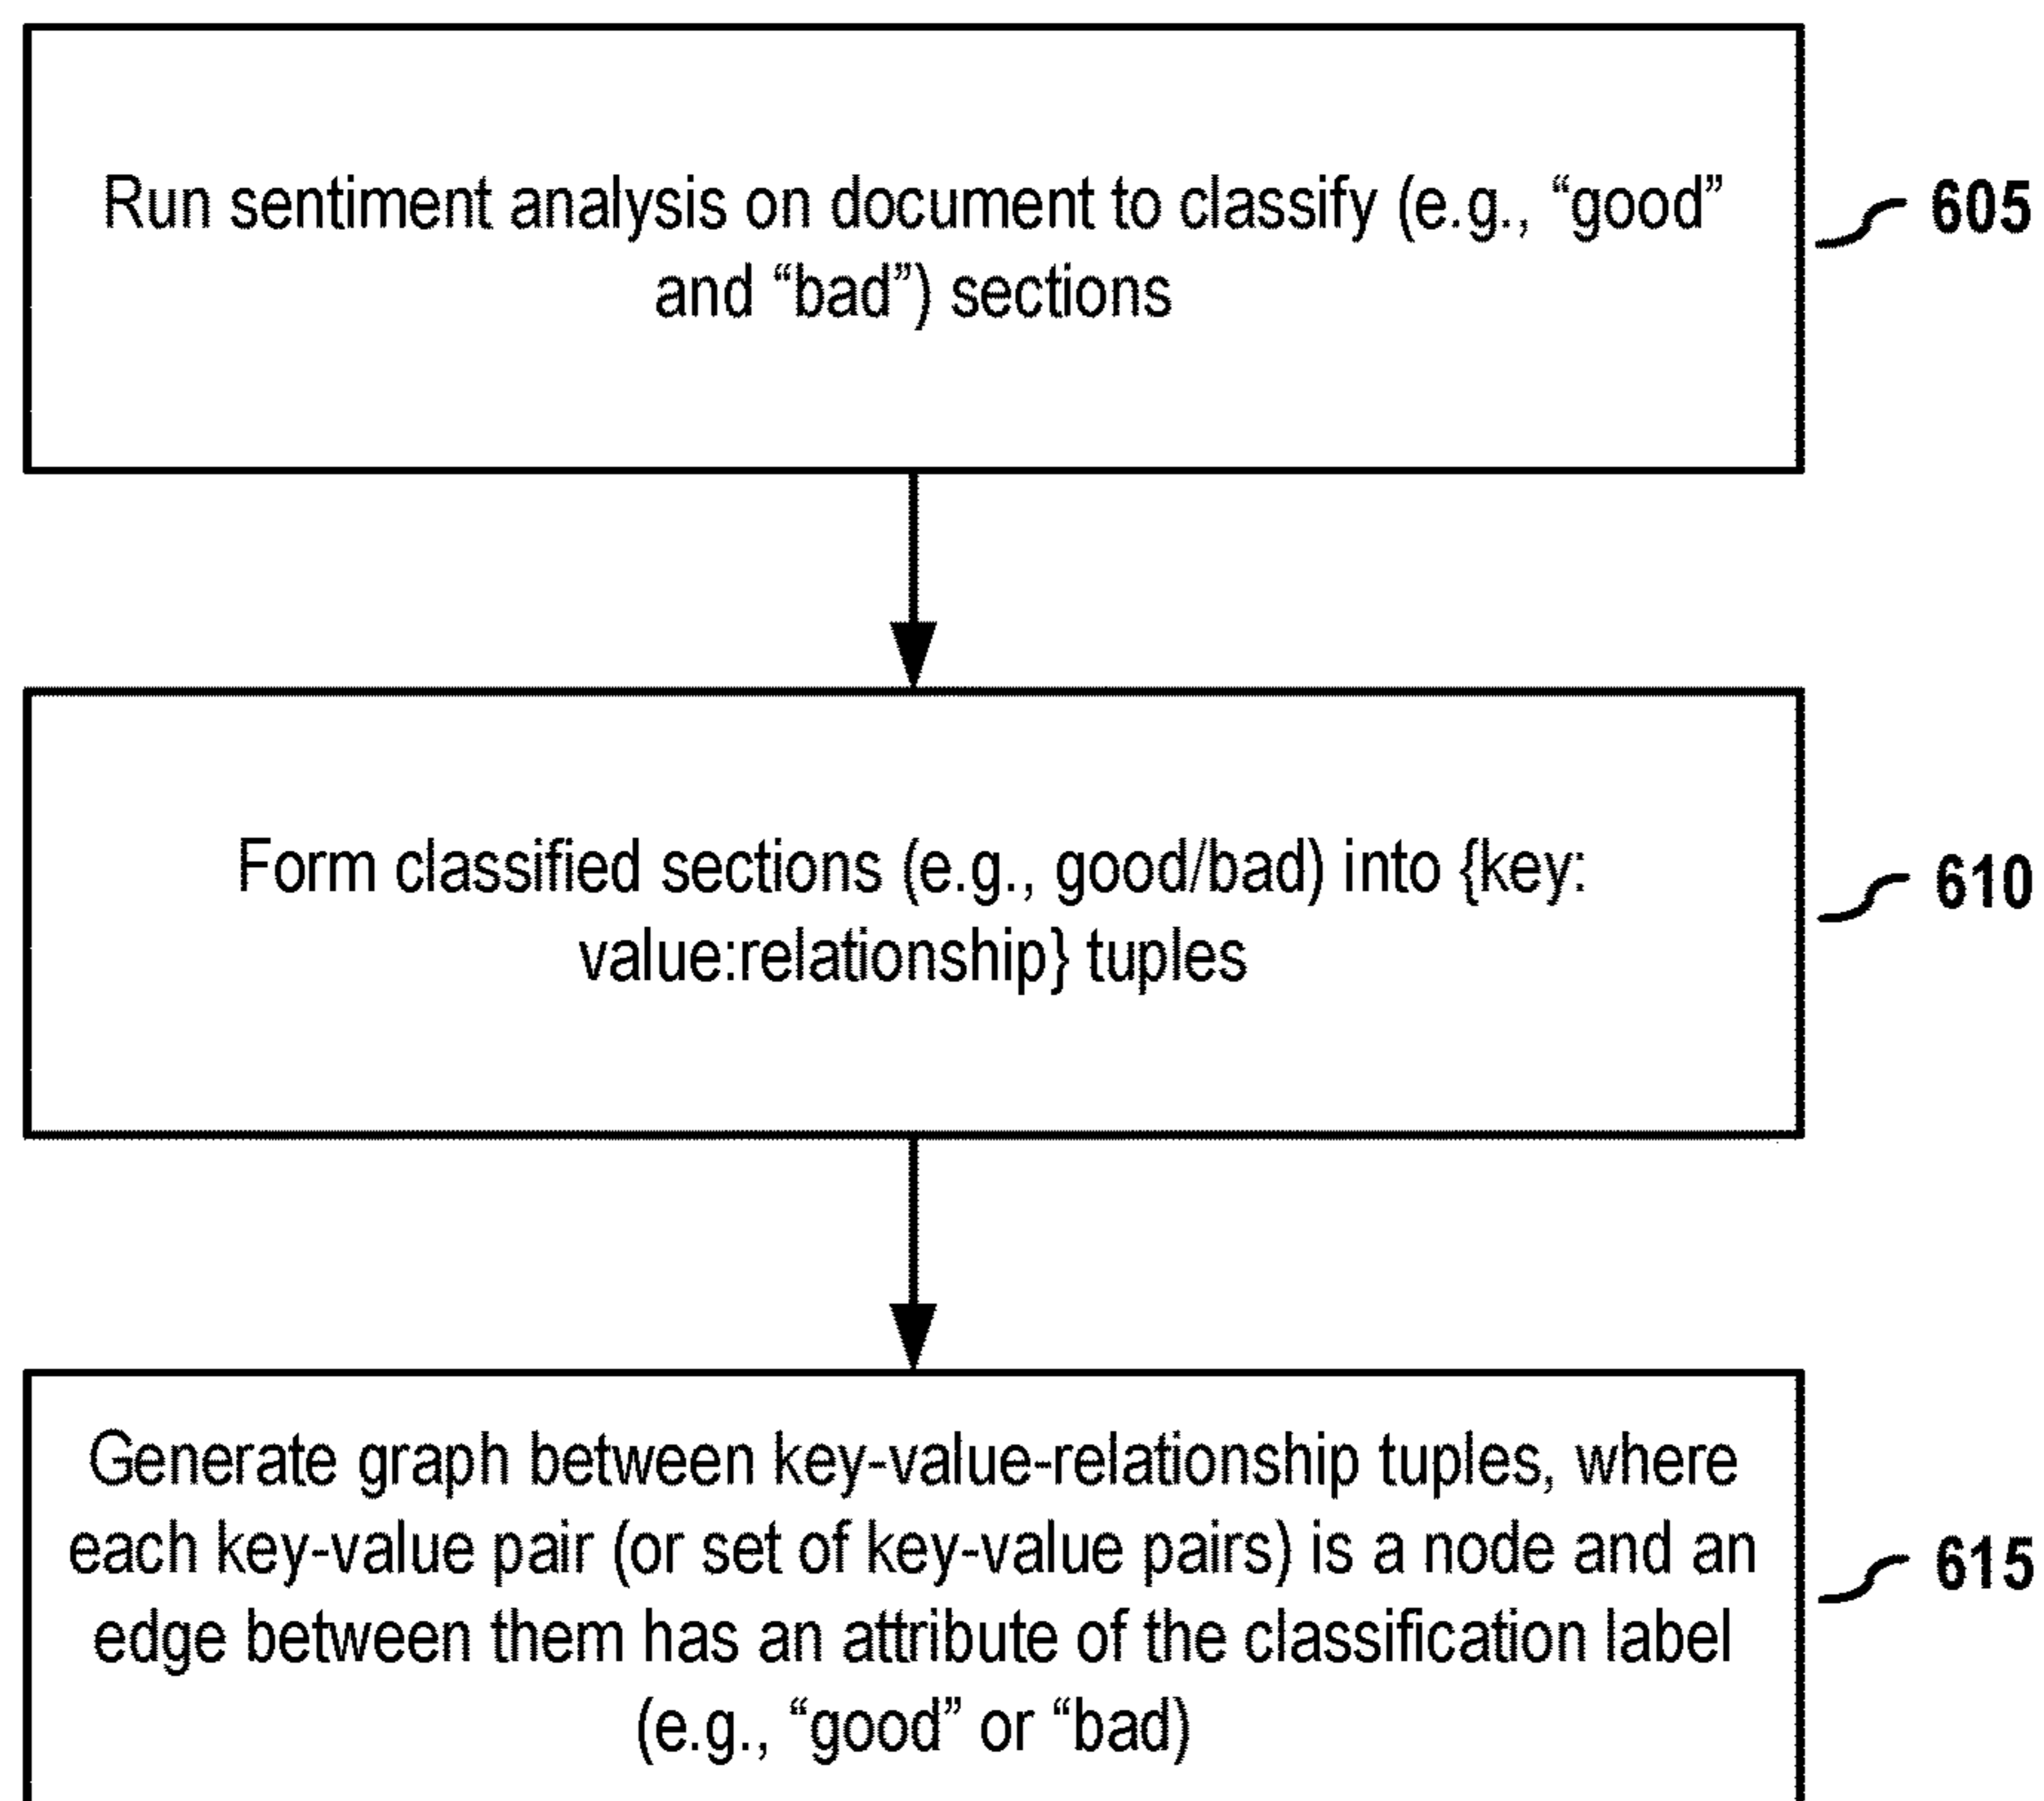 Run sentiment analysis on document to classify (e.g., “good”
and “bad”) sections
605
Form classified sections (e.g., good/bad) into {key:
value:relationship} tuples
610
Generate graph between key-value-relationship tuples, where
each key-value pair (or set of key-value pairs) is a node and an
edge between them has an attribute of the classification label
(e.g., “good” or “bad)
615